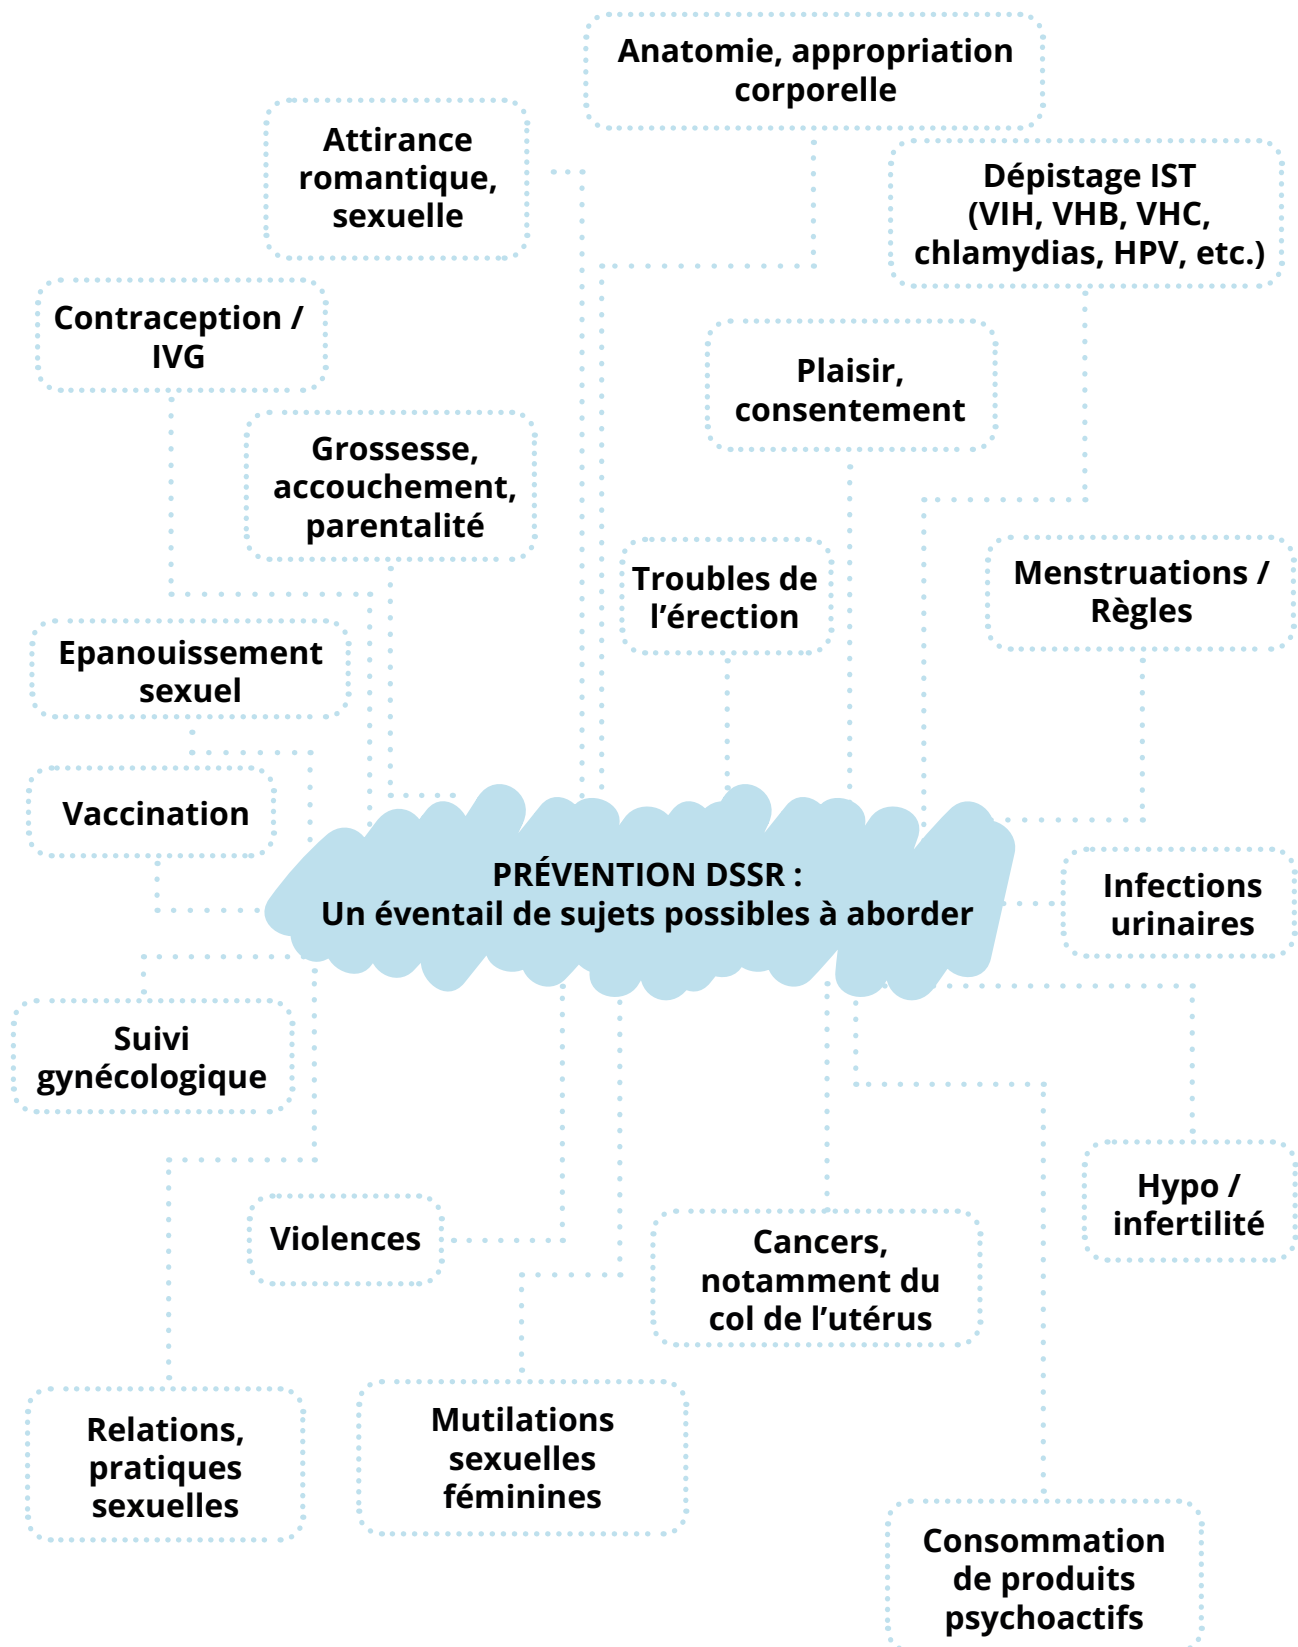 Anatomie, appropriation
corporelle
Attirance
romantique,
sexuelle
Dépistage IST
(VIH, VHB, VHC,
chlamydias, HPV, etc.)
Contraception /
IVG
Plaisir,
consentement
Grossesse,
accouchement,
parentalité
Troubles de
l’érection
Menstruations /
Règles
Epanouissement
sexuel
Vaccination
PRÉVENTION DSSR :
Un éventail de sujets possibles à aborder
Infections
urinaires
Suivi
gynécologique
Hypo /
infertilité
Violences
Cancers,
notamment du
col de l’utérus
Relations,
pratiques
sexuelles
Mutilations
sexuelles
féminines
Consommation
de produits
psychoactifs